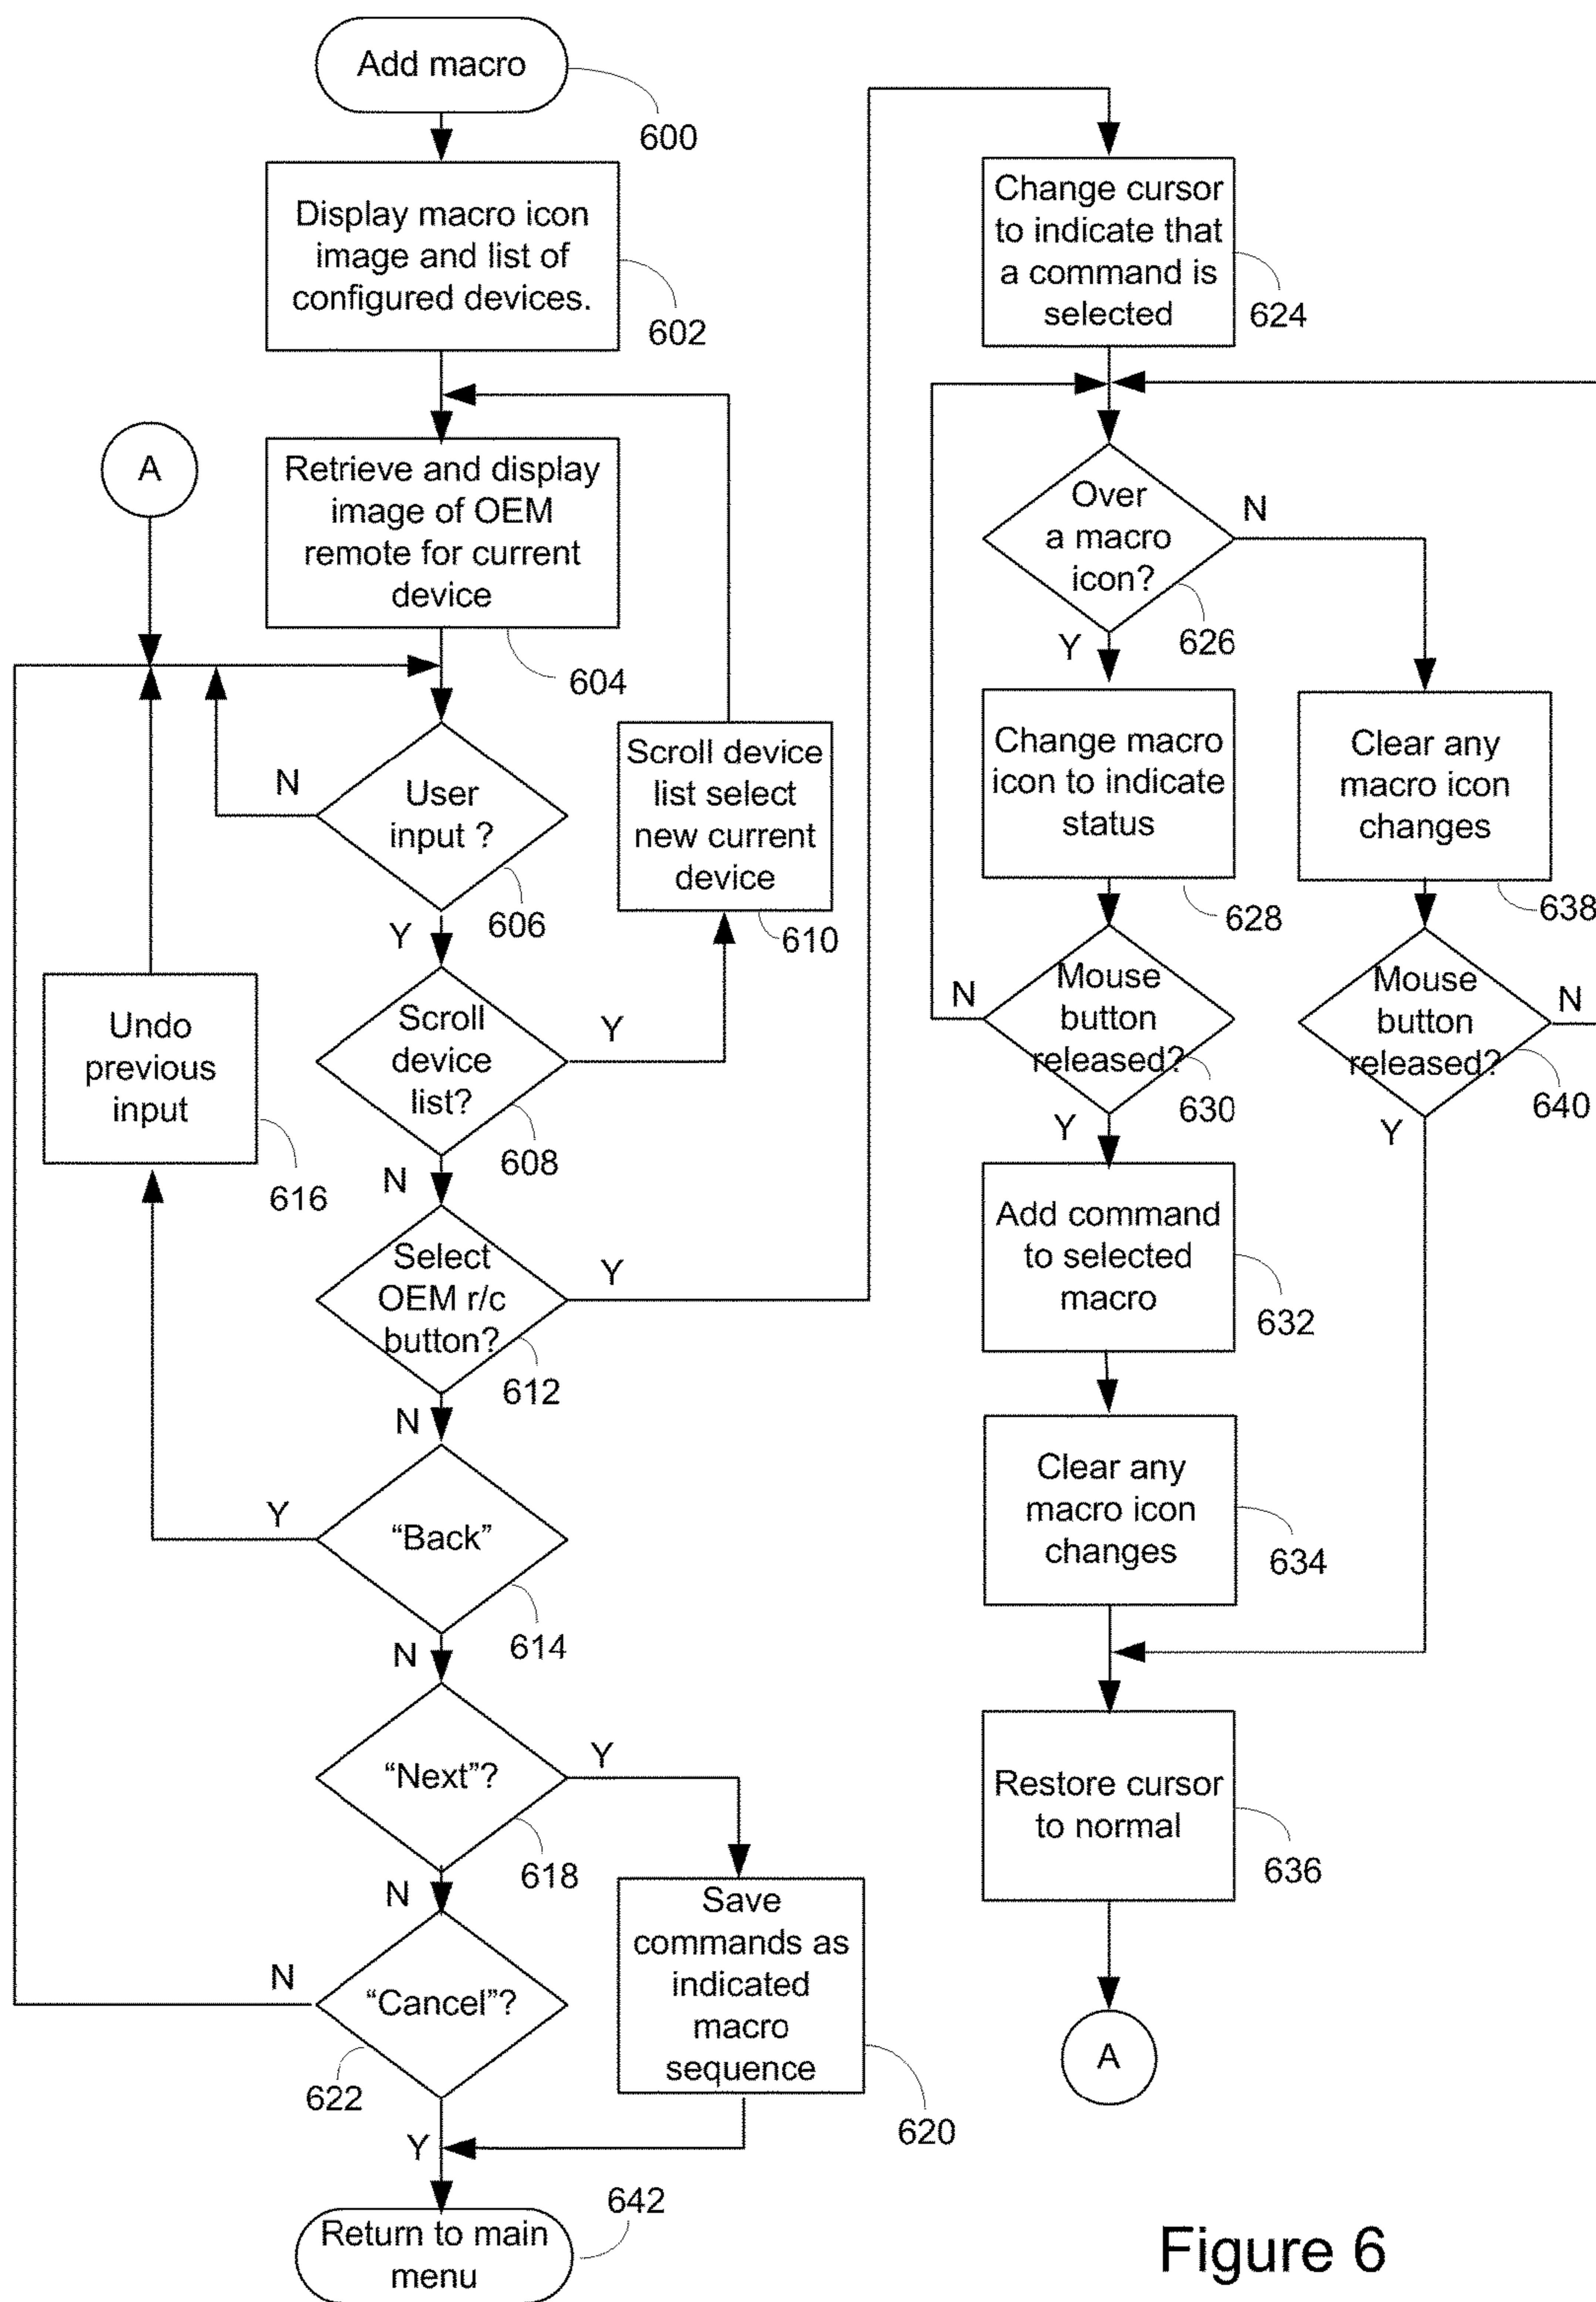 Add macro
600
Display macro icon
image and list of
configured devices.
602
A
Retrieve and display
image of OEM
remote for current
device
604
User
input ?
N
606
Y
Scroll device
list select
new current
device
610
Undo
previous
input
616
Scroll
device
list?
Y
608
N
Select
OEM r/c
button?
Y
612
N
“Back”
Y
614
N
“Next”?
Y
618
N
Save
commands as
indicated
macro
sequence
620
“Cancel”?
N
622
Y
Return to main
menu
642
Change cursor
to indicate that
a command is
selected
624
Over
a macro
icon?
N
626
Y
Change macro
icon to indicate
status
628
Clear any
macro icon
changes
638
Mouse
button
released?
N
630
Y
Mouse
button
released?
N
640
Y
Add command
to selected
macro
632
Clear any
macro icon
changes
634
Restore cursor
to normal
636
A
Figure 6